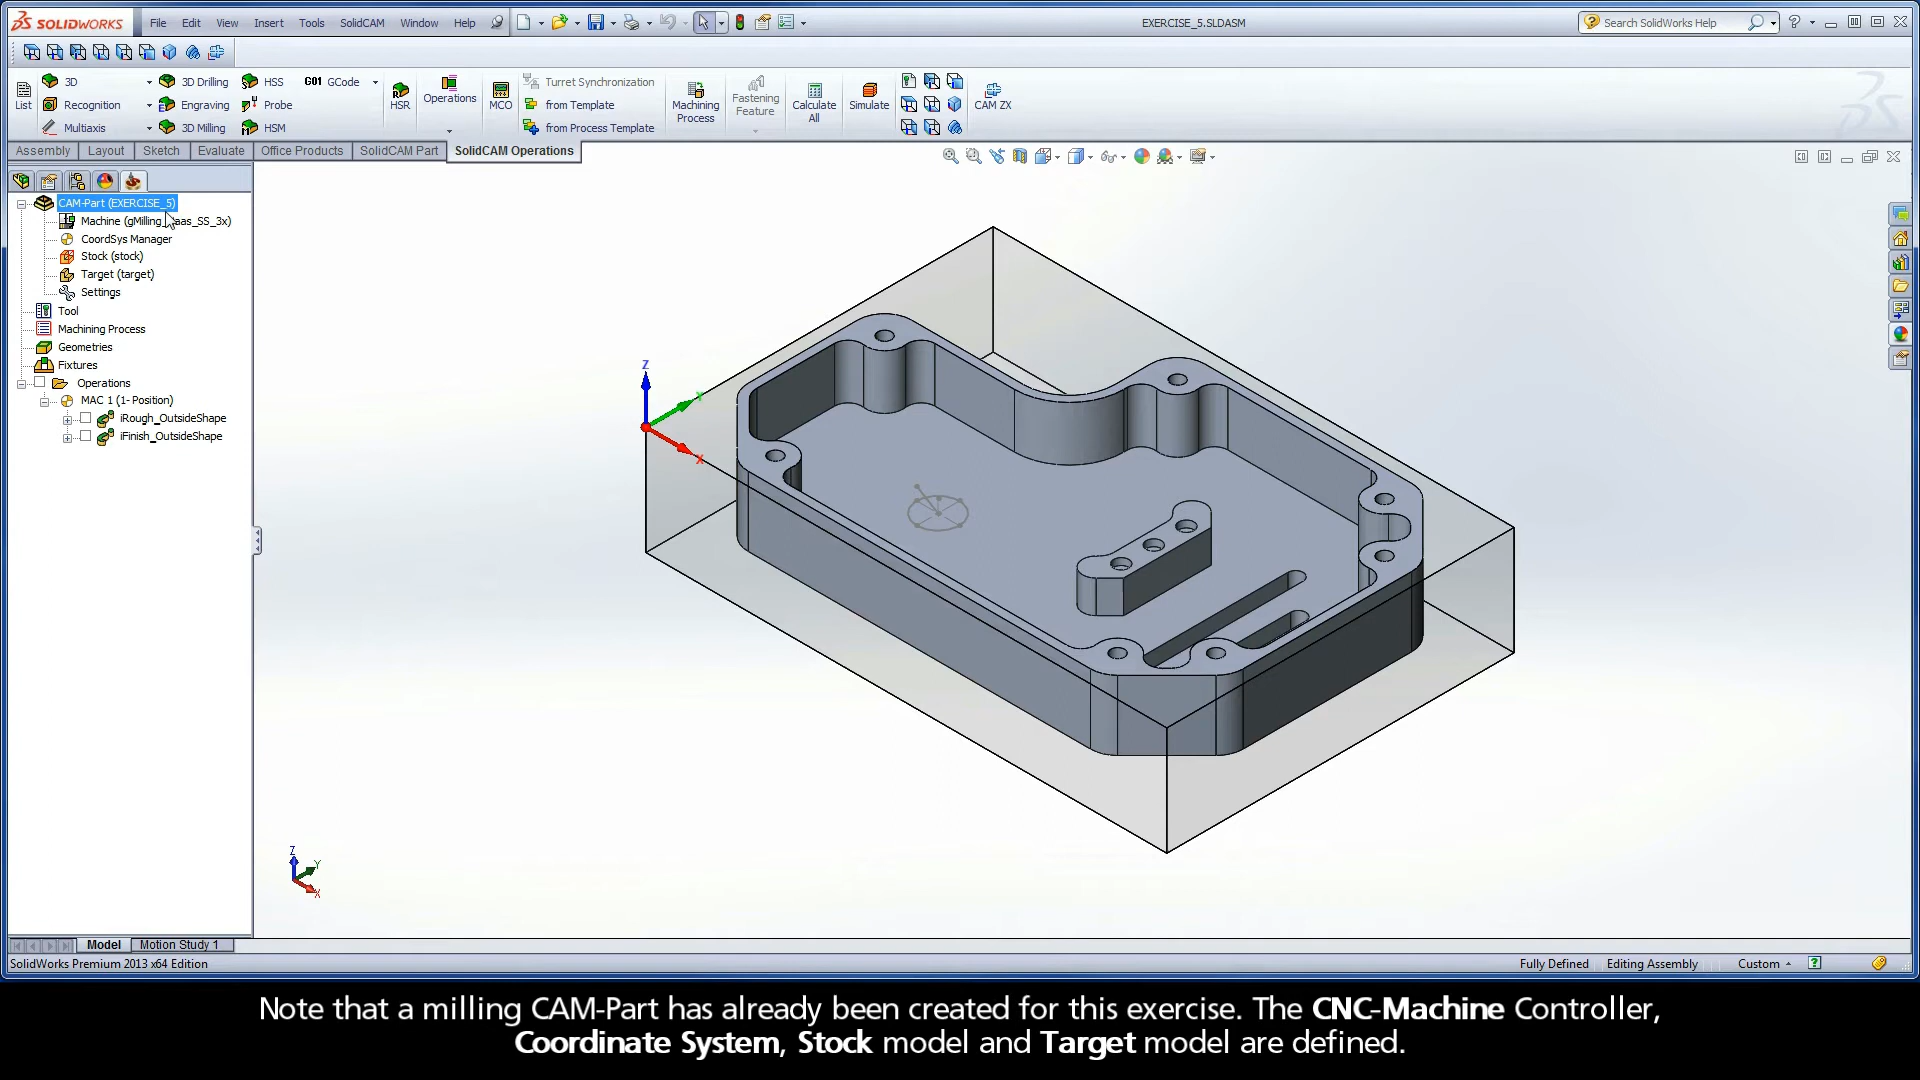 SOLIDWORKS File Edit View Insert Tools SolidCAM Window Help EXERCISE_5.SLDASM Search SolidWorks Help
List 3D 3D Drilling HSS G01 GCode HSR Operations MCO Turret Synchronization Machining Process Fastening Feature Calculate All Simulate CAM ZX
Recognition Engraving Probe from Template
Multiaxis 3D Milling HSM from Process Template
Assembly Layout Sketch Evaluate Office Products SolidCAM Part SolidCAM Operations
CAM-Part (EXERCISE_5)
Machine (gMilling_ aas_SS_3x)
CoordSys Manager
Stock (stock)
Target (target)
Settings
Tool
Machining Process
Geometries
Fixtures
Operations
MAC 1 (1- Position)
iRough_OutsideShape
iFinish_OutsideShape
Z
Y
X
Z
Y
X
Model Motion Study 1
SolidWorks Premium 2013 x64 Edition Fully Defined Editing Assembly Custom
Note that a milling CAM-Part has already been created for this exercise. The CNC-Machine Controller,
Coordinate System, Stock model and Target model are defined.